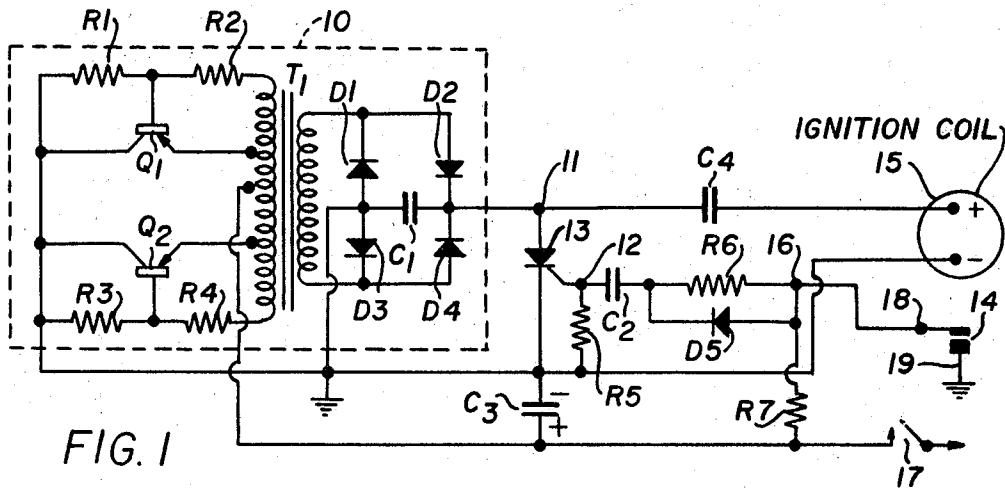 R1
R2
10
T1
D1
D2
IGNITION COIL
15
C4
11
+
Q1
13
12
R6
16
C1
−
Q2
R3
R4
D3
D4
C2
D5
18
14
19
R5
C3
−
+
R7
17
FIG. 1